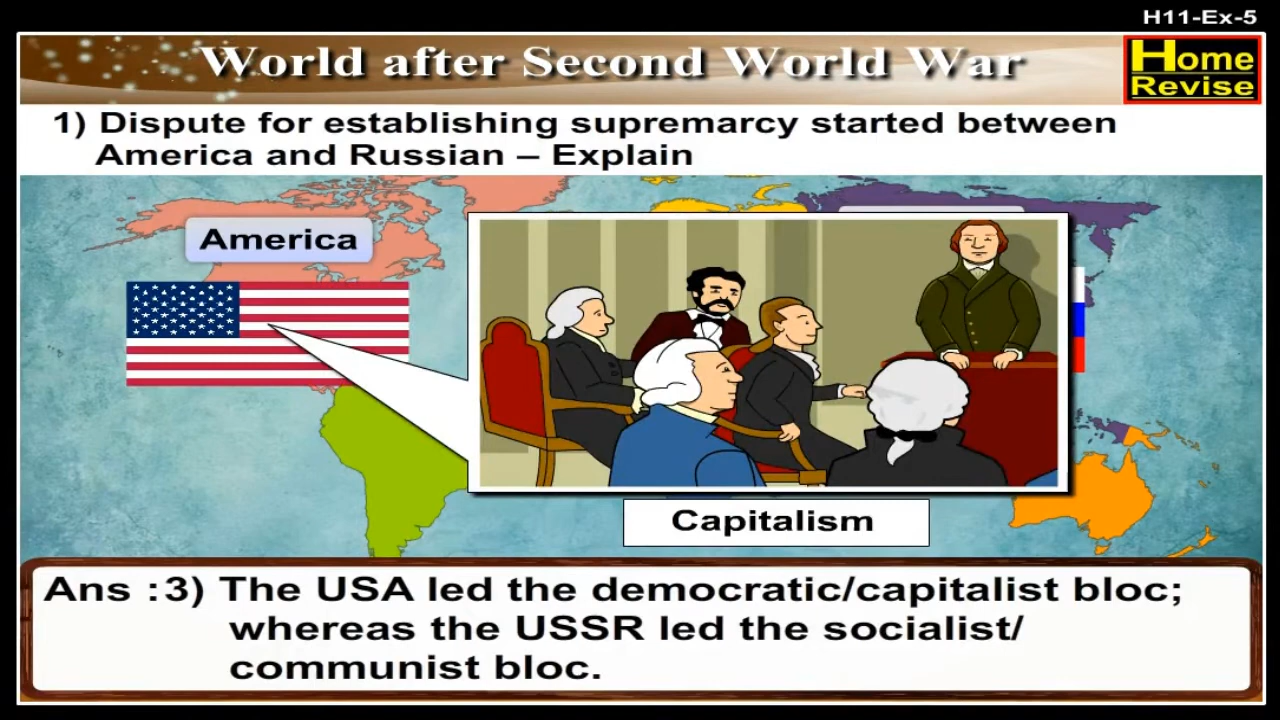 H11-Ex-5
World after Second World War
Home
Revise
1) Dispute for establishing supremarcy started between
America and Russian – Explain
America
Capitalism
Ans :3) The USA led the democratic/capitalist bloc;
whereas the USSR led the socialist/
communist bloc.